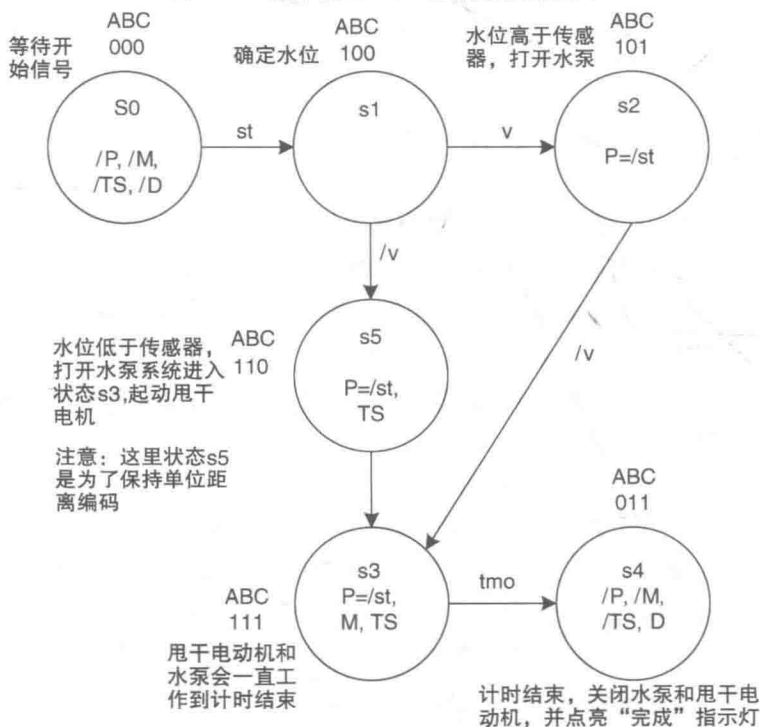 ABC
000
等待开
始信号
S0
/P, /M,
/TS, /D
st
ABC
100
确定水位
s1
v
水位高于传感
器，打开水泵
ABC
101
s2
P=/st
/v
水位低于传感器，
打开水泵系统进入
状态s3,起动甩干
电机
ABC
110
s5
P=/st,
TS
注意：这里状态s5
是为了保持单位距
离编码
/v
ABC
111
s3
P=/st,
M, TS
甩干电动机和
水泵会一直工
作到计时结束
tmo
ABC
011
s4
/P, /M,
/TS, D
计时结束，关闭水泵和甩干电
动机，并点亮“完成”指示灯